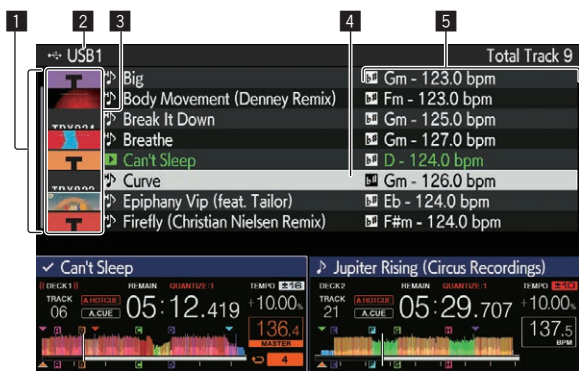 1 2 3 4 5
USB1 Total Track 9
Big Gm - 123.0 bpm
Body Movement (Denney Remix) Fm - 123.0 bpm
Break It Down Gm - 125.0 bpm
Breathe Gm - 127.0 bpm
Can't Sleep D - 124.0 bpm
Curve Gm - 126.0 bpm
Epiphany Vip (feat. Tailor) Eb - 124.0 bpm
Firefly (Christian Nielsen Remix) F#m - 124.0 bpm
Can't Sleep
DECK1 REMAIN QUANTIZE:1 TEMPO ±16
TRACK 06 A.HOTCUE A.CUE 05:12.419 +10.00%
136.4 MASTER
4
Jupiter Rising (Circus Recordings)
DECK2 REMAIN QUANTIZE:1 TEMPO ±10
TRACK 21 A.HOTCUE A.CUE 05:29.707 +10.00%
137.5 BPM